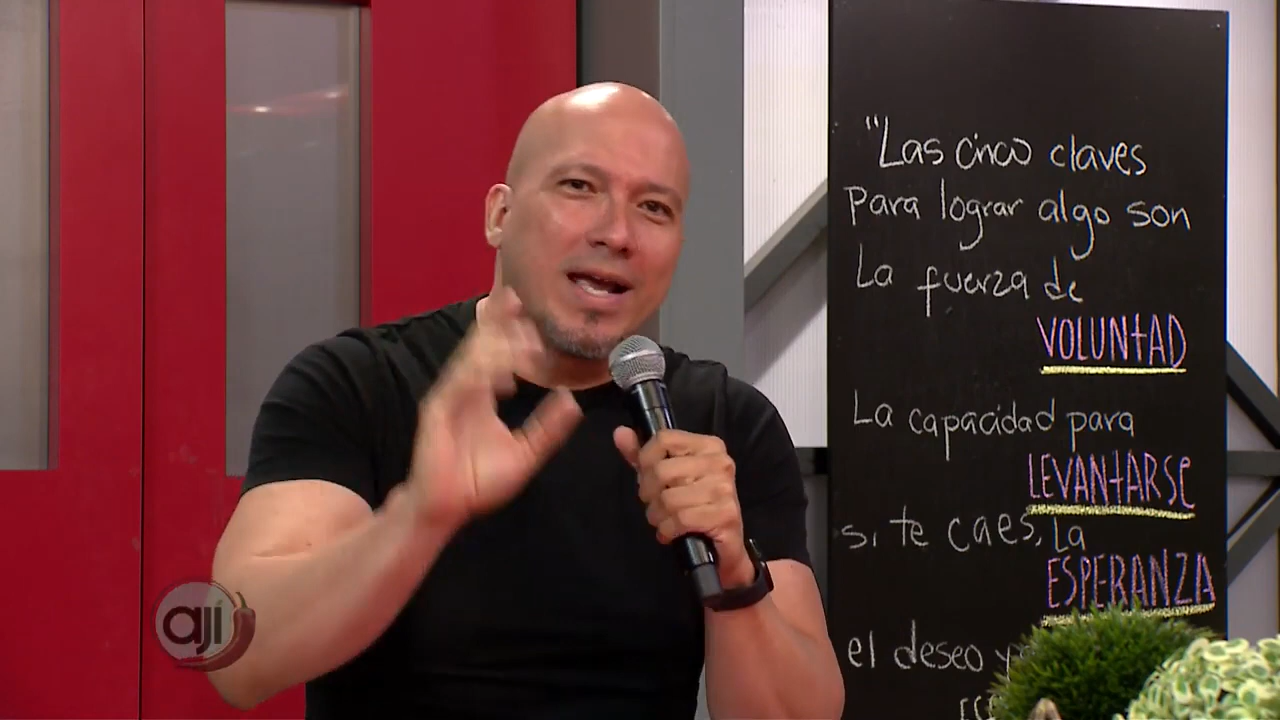 "Las cinco claves
para lograr algo son
La fuerza de
VOLUNTAD
La capacidad para
LEVANTARSE
si te caes, La
ESPERANZA
el deseo y
ají